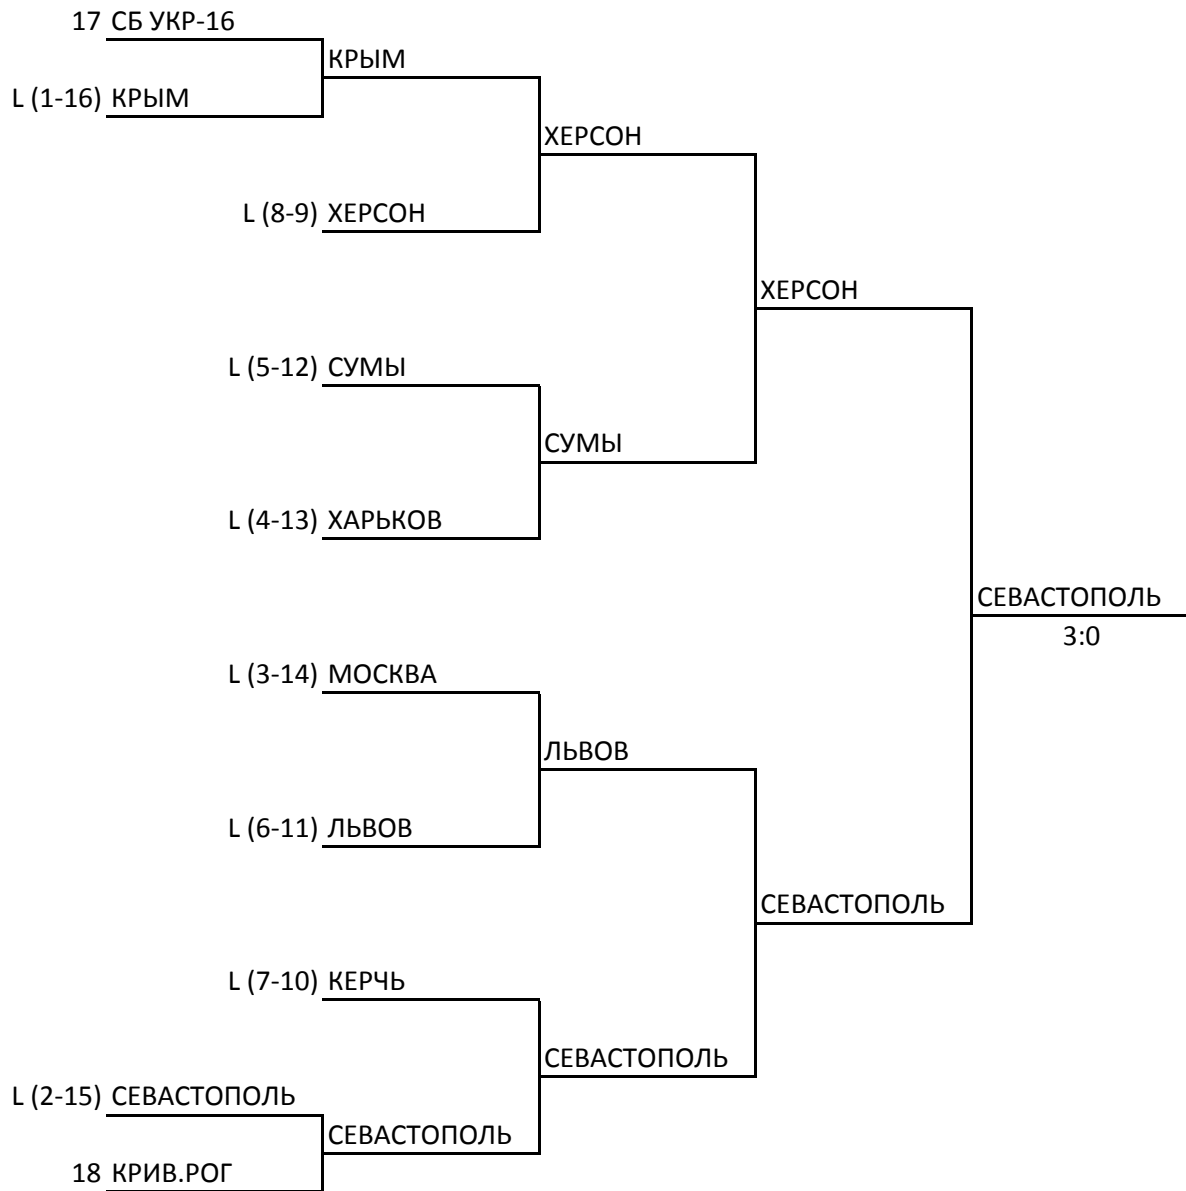 17 СБ УКР-16
КРЫМ
L (1-16) КРЫМ
ХЕРСОН
L (8-9) ХЕРСОН
ХЕРСОН
L (5-12) СУМЫ
СУМЫ
L (4-13) ХАРЬКОВ
СЕВАСТОПОЛЬ
3:0
L (3-14) МОСКВА
ЛЬВОВ
L (6-11) ЛЬВОВ
СЕВАСТОПОЛЬ
L (7-10) КЕРЧЬ
СЕВАСТОПОЛЬ
L (2-15) СЕВАСТОПОЛЬ
СЕВАСТОПОЛЬ
18 КРИВ.РОГ